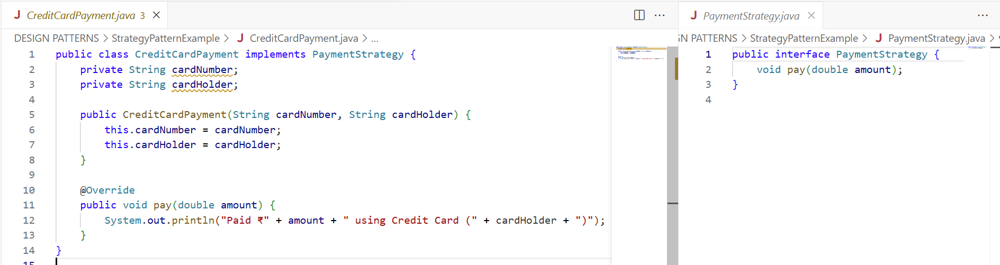 J CreditCardPayment.java 3 ×
DESIGN PATTERNS > StrategyPatternExample > J CreditCardPayment.java > ...
1 public class CreditCardPayment implements PaymentStrategy {
2 private String cardNumber;
3 private String cardHolder;
4
5 public CreditCardPayment(String cardNumber, String cardHolder) {
6 this.cardNumber = cardNumber;
7 this.cardHolder = cardHolder;
8 }
9
10 @Override
11 public void pay(double amount) {
12 System.out.println("Paid ₹" + amount + " using Credit Card (" + cardHolder + ")");
13 }
14 }
15
J PaymentStrategy.java ×
GN PATTERNS > StrategyPatternExample > J PaymentStrategy.java >
1 public interface PaymentStrategy {
2 void pay(double amount);
3 }
4